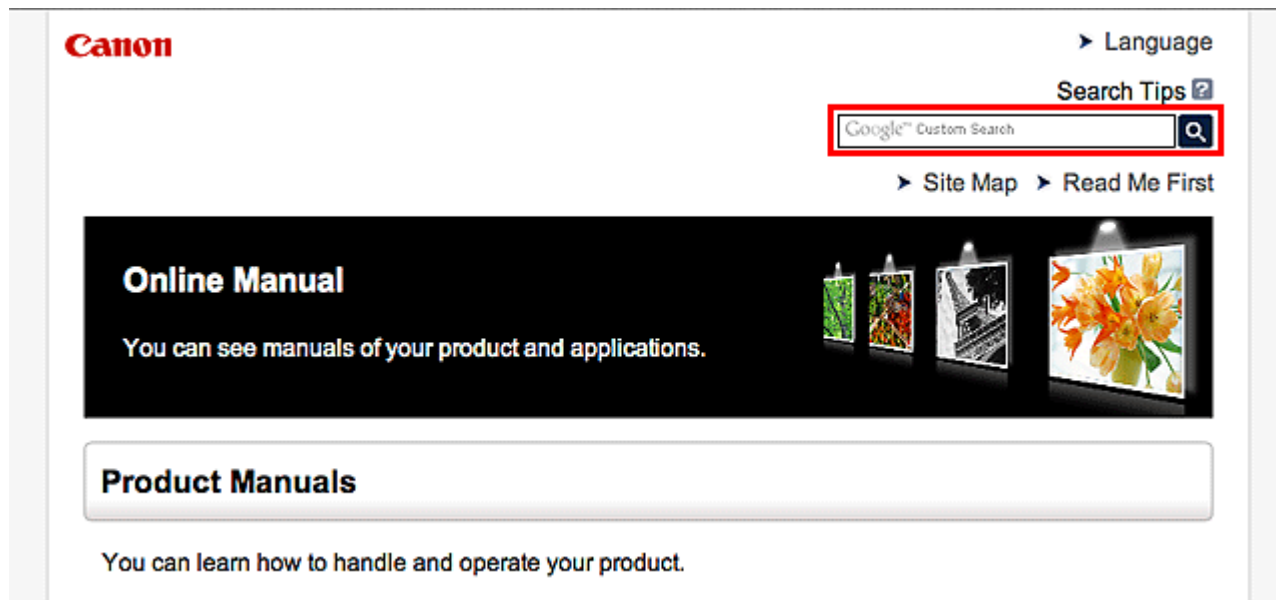 Canon
➤ Language
Search Tips ?
Google™ Custom Search
➤ Site Map ➤ Read Me First
Online Manual
You can see manuals of your product and applications.
Product Manuals
You can learn how to handle and operate your product.